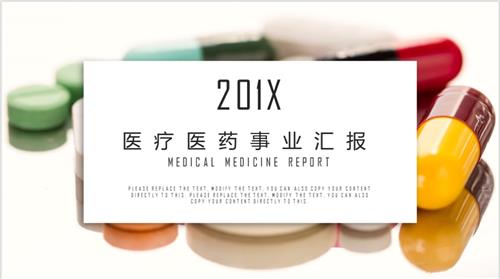 201X
医疗医药事业汇报
MEDICAL MEDICINE REPORT
PLEASE REPLACE THE TEXT, MODIFY THE TEXT, YOU CAN ALSO COPY YOUR CONTENT
DIRECTLY TO THIS. PLEASE REPLACE THE TEXT, MODIFY THE TEXT, YOU CAN ALSO
COPY YOUR CONTENT DIRECTLY TO THIS.